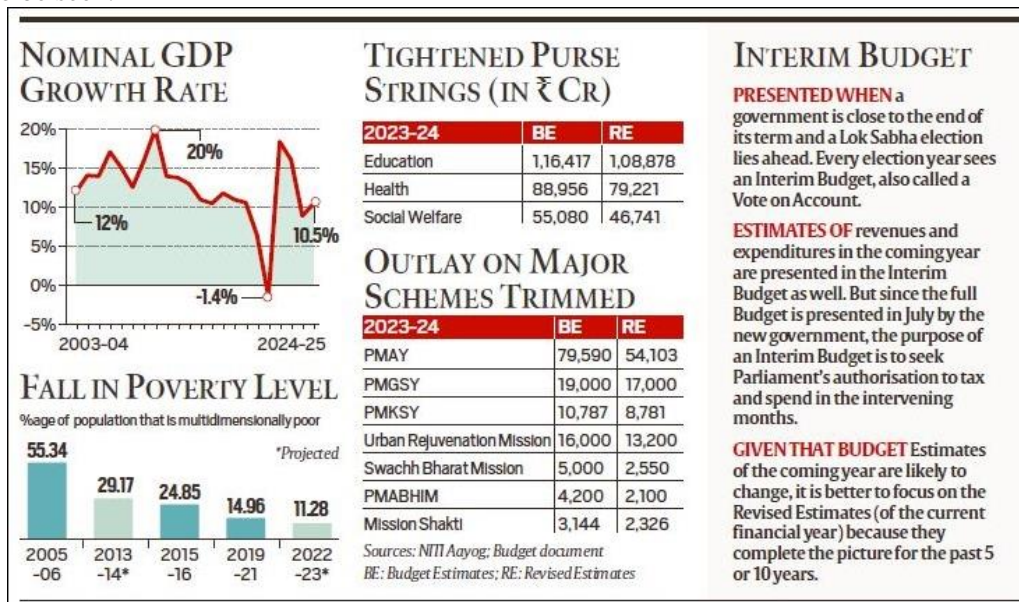 NOMINAL GDP
GROWTH RATE
20%
15%
10%
5%
0%
-5%
20%
12%
10.5%
-1.4%
2003-04
2024-25
FALL IN POVERTY LEVEL
%age of population that is multidimensionally poor
*Projected
55.34
29.17
24.85
14.96
11.28
2005 2013 2015 2019 2022
-06 -14* -16 -21 -23*
TIGHTENED PURSE
STRINGS (IN ₹ CR)
2023-24 BE RE
Education 1,16,417 1,08,878
Health 88,956 79,221
Social Welfare 55,080 46,741
OUTLAY ON MAJOR
SCHEMES TRIMMED
2023-24 BE RE
PMAY 79,590 54,103
PMGSY 19,000 17,000
PMKSY 10,787 8,781
Urban Rejuvenation Mission 16,000 13,200
Swachh Bharat Mission 5,000 2,550
PMABHIM 4,200 2,100
Mission Shakti 3,144 2,326
Sources: NITI Aayog; Budget document
BE: Budget Estimates; RE: Revised Estimates
INTERIM BUDGET
PRESENTED WHEN a
government is close to the end of
its term and a Lok Sabha election
lies ahead. Every election year sees
an Interim Budget, also called a
Vote on Account.
ESTIMATES OF revenues and
expenditures in the coming year
are presented in the Interim
Budget as well. But since the full
Budget is presented in July by the
new government, the purpose of
an Interim Budget is to seek
Parliament's authorisation to tax
and spend in the intervening
months.
GIVEN THAT BUDGET Estimates
of the coming year are likely to
change, it is better to focus on the
Revised Estimates (of the current
financial year) because they
complete the picture for the past 5
or 10 years.